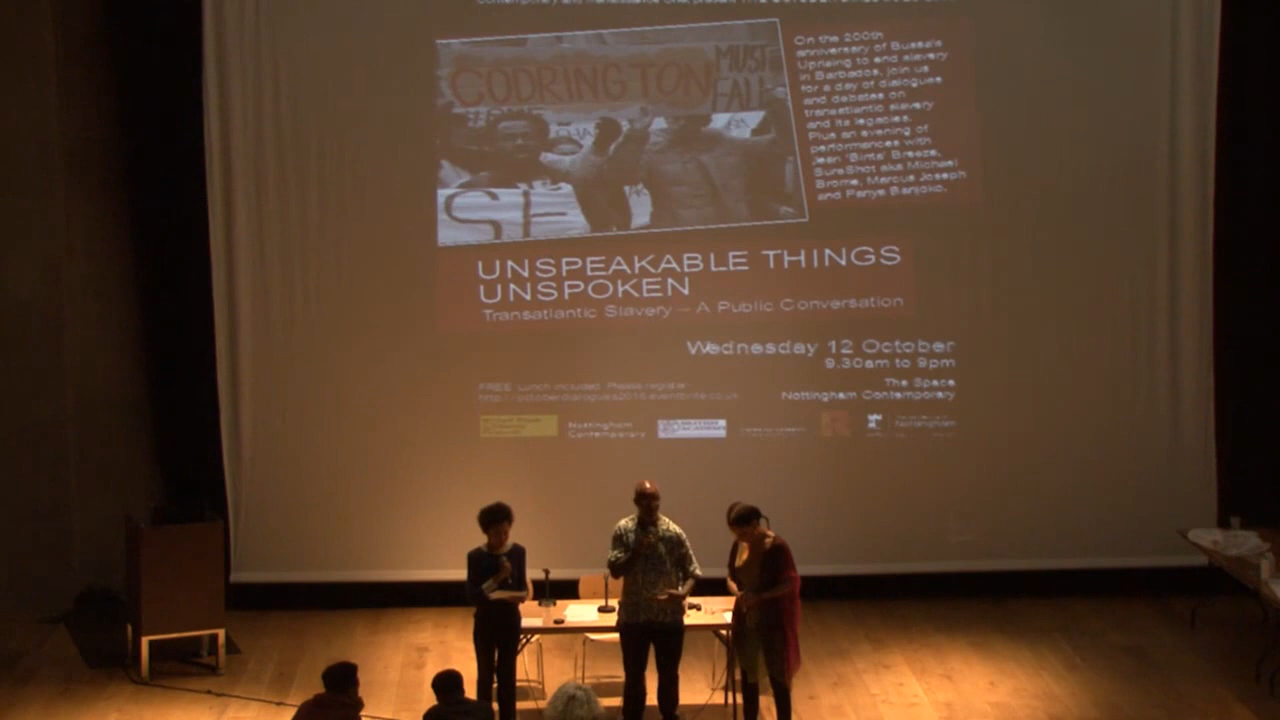 CODRINGTON
MUST
FALL
SE
On the 200th
anniversary of Bussa's
Uprising to end slavery
in Barbados, join us
for a day of dialogues
and debates on
transatlantic slavery
and its legacies.
Plus an evening of
performances with
Jean 'Binta' Breeze,
SureShot aka Michael
Brome, Marcus Joseph
and Panya Banjoko.
UNSPEAKABLE THINGS
UNSPOKEN
Transatlantic Slavery – A Public Conversation
Wednesday 12 October
9.30am to 9pm
The Space
Nottingham Contemporary
FREE Lunch included. Please register
Nottingham
Contemporary